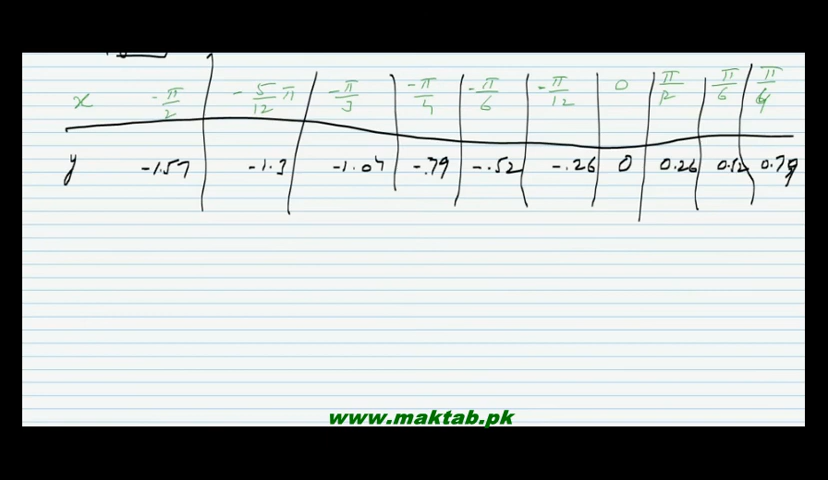 x -π/2 -5/12 π -π/3 -π/4 -π/6 -π/12 0 π/12 π/6 π/4
y -1.57 -1.3 -1.04 -.79 -.52 -.26 0 0.26 0.52 0.79
www.maktab.pk